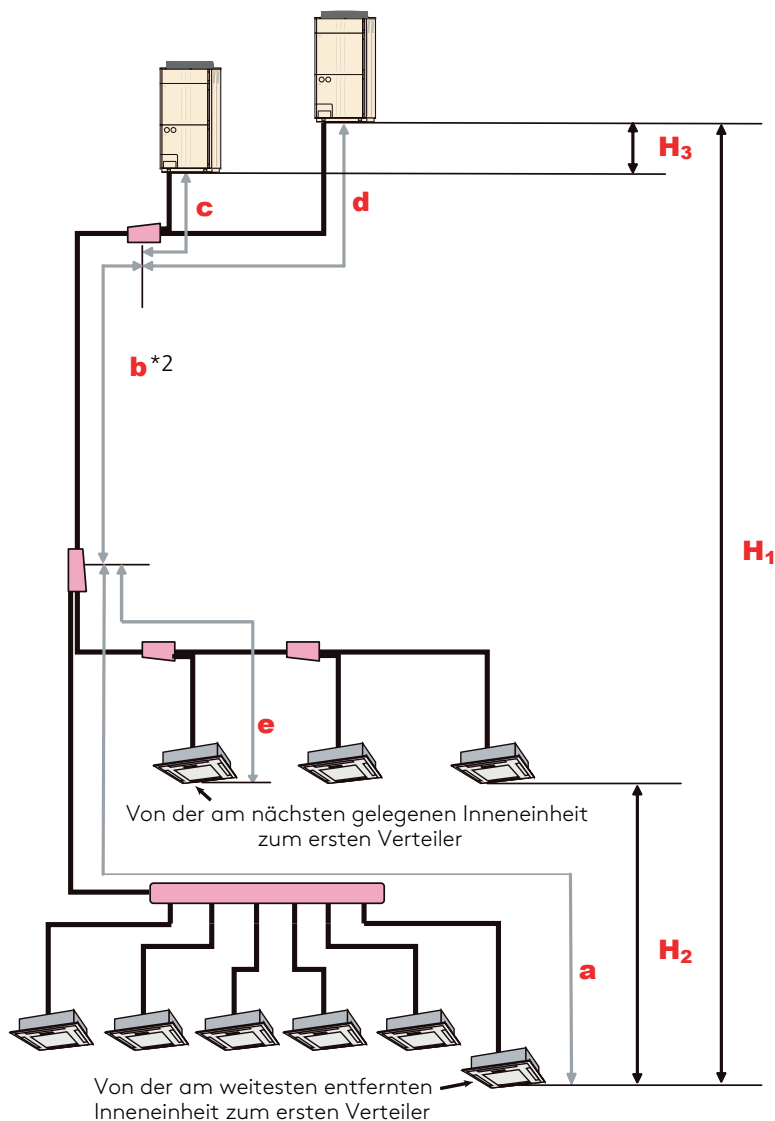 H₃
c
d
b*2
H₁
e
Von der am nächsten gelegenen Inneneinheit
zum ersten Verteiler
H₂
a
Von der am weitesten entfernten
Inneneinheit zum ersten Verteiler